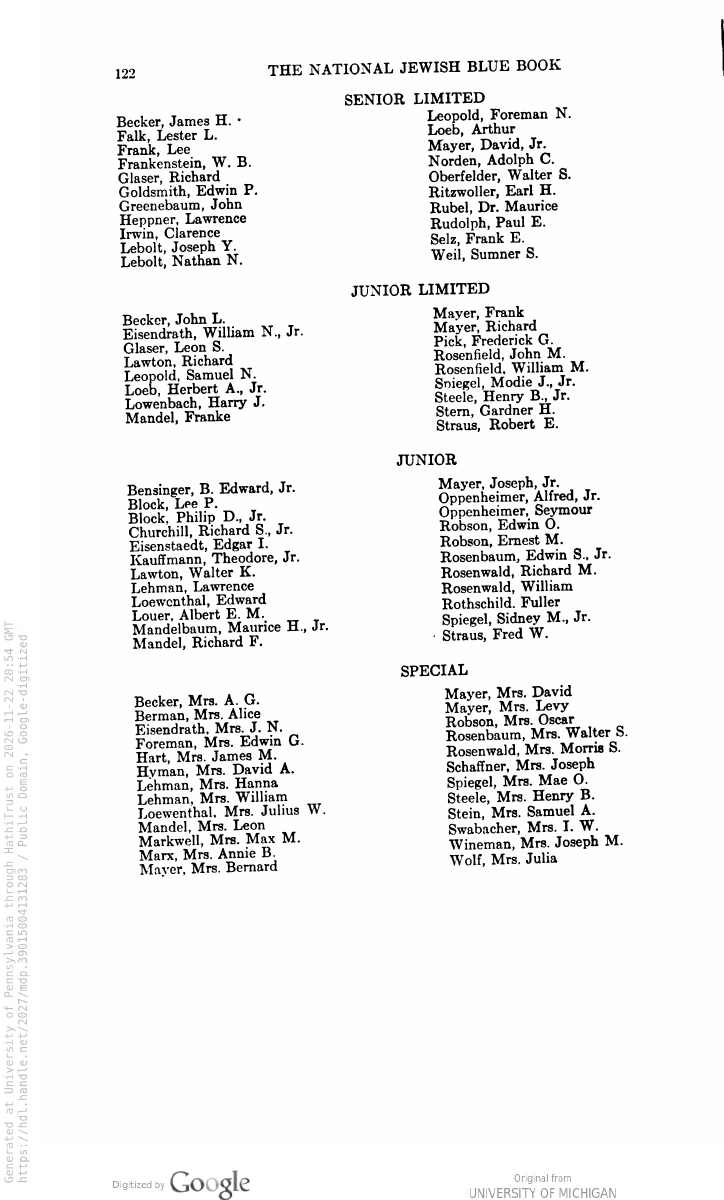 122
THE NATIONAL JEWISH BLUE BOOK
SENIOR LIMITED
Becker, James H.
Falk, Lester L.
Frank, Lee
Frankenstein, W. B.
Glaser, Richard
Goldsmith, Edwin P.
Greenebaum, John
Heppner, Lawrence
Irwin, Clarence
Lebolt, Joseph Y.
Lebolt, Nathan N.
Leopold, Foreman N.
Loeb, Arthur
Mayer, David, Jr.
Norden, Adolph C.
Oberfelder, Walter S.
Ritzwoller, Earl H.
Rubel, Dr. Maurice
Rudolph, Paul E.
Selz, Frank E.
Weil, Sumner S.
JUNIOR LIMITED
Becker, John L.
Eisendrath, William N., Jr.
Glaser, Leon S.
Lawton, Richard
Leopold, Samuel N.
Loeb, Herbert A., Jr.
Lowenbach, Harry J.
Mandel, Franke
Mayer, Frank
Mayer, Richard
Pick, Frederick G.
Rosenfield, John M.
Rosenfield, William M.
Spiegel, Modie J., Jr.
Steele, Henry B., Jr.
Stern, Gardner H.
Straus, Robert E.
JUNIOR
Bensinger, B. Edward, Jr.
Block, Lee P.
Block, Philip D., Jr.
Churchill, Richard S., Jr.
Eisenstaedt, Edgar I.
Kauffmann, Theodore, Jr.
Lawton, Walter K.
Lehman, Lawrence
Loewenthal, Edward
Louer, Albert E. M.
Mandelbaum, Maurice H., Jr.
Mandel, Richard F.
Mayer, Joseph, Jr.
Oppenheimer, Alfred, Jr.
Oppenheimer, Seymour
Robson, Edwin O.
Robson, Ernest M.
Rosenbaum, Edwin S., Jr.
Rosenwald, Richard M.
Rosenwald, William
Rothschild. Fuller
Spiegel, Sidney M., Jr.
Straus, Fred W.
SPECIAL
Becker, Mrs. A. G.
Berman, Mrs. Alice
Eisendrath, Mrs. J. N.
Foreman, Mrs. Edwin G.
Hart, Mrs. James M.
Hyman, Mrs. David A.
Lehman, Mrs. Hanna
Lehman, Mrs. William
Loewenthal, Mrs. Julius W.
Mandel, Mrs. Leon
Markwell, Mrs. Max M.
Marx, Mrs. Annie B.
Mayer, Mrs. Bernard
Mayer, Mrs. David
Mayer, Mrs. Levy
Robson, Mrs. Oscar
Rosenbaum, Mrs. Walter S.
Rosenwald, Mrs. Morris S.
Schaffner, Mrs. Joseph
Spiegel, Mrs. Mae O.
Steele, Mrs. Henry B.
Stein, Mrs. Samuel A.
Swabacher, Mrs. I. W.
Wineman, Mrs. Joseph M.
Wolf, Mrs. Julia
Generated at University of Pennsylvania through HathiTrust on 2026-11-22 20:54 GMT
https://hdl.handle.net/2027/mdp.39015004131283 / Public Domain, Google-digitized
Digitized by Google
Original from
UNIVERSITY OF MICHIGAN